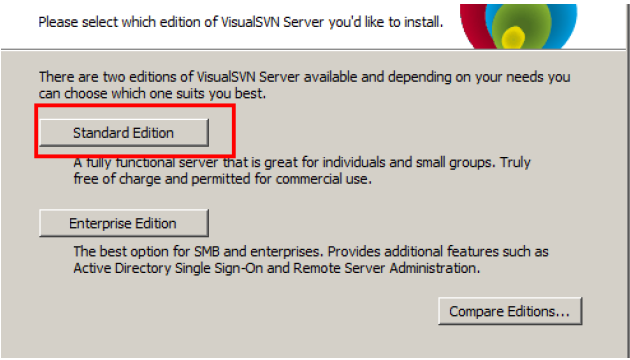 Please select which edition of VisualSVN Server you'd like to install.
There are two editions of VisualSVN Server available and depending on your needs you
can choose which one suits you best.
Standard Edition
A fully functional server that is great for individuals and small groups. Truly
free of charge and permitted for commercial use.
Enterprise Edition
The best option for SMB and enterprises. Provides additional features such as
Active Directory Single Sign-On and Remote Server Administration.
Compare Editions...